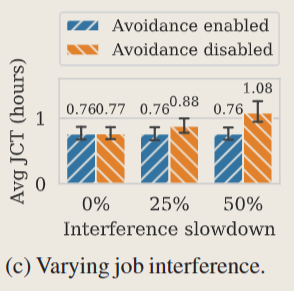 Avoidance enabled
Avoidance disabled
Avg JCT (hours)
1
0
0.76 0.77 0.76 0.88 0.76 1.08
0% 25% 50%
Interference slowdown
(c) Varying job interference.